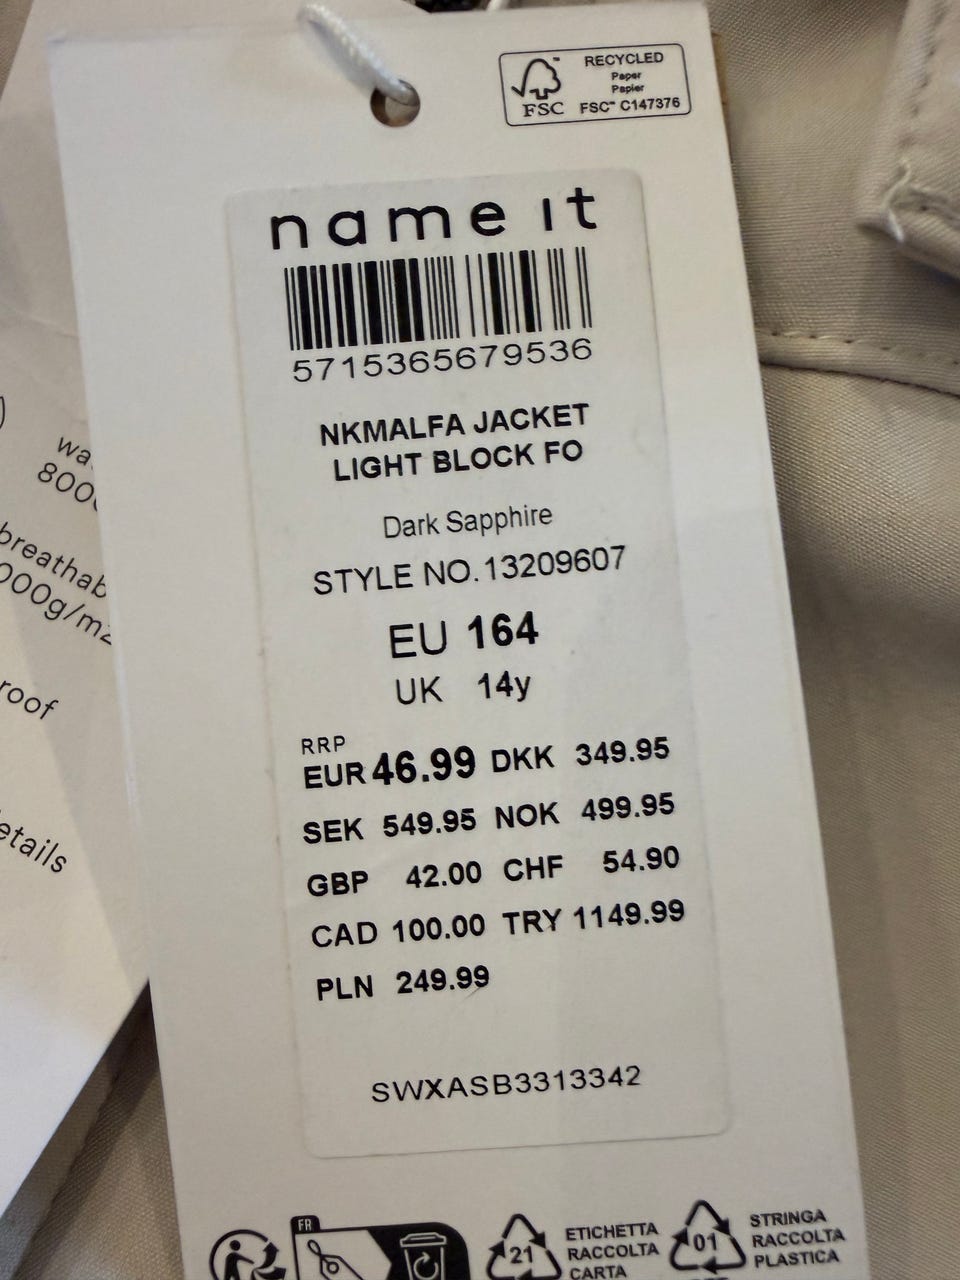 RECYCLED
Paper
Papier
FSC™ C147376
FSC™
name it
5715365679536
NKMALFA JACKET
LIGHT BLOCK FO
Dark Sapphire
STYLE NO. 13209607
EU 164
UK 14y
RRP
EUR 46.99 DKK 349.95
SEK 549.95 NOK 499.95
GBP 42.00 CHF 54.90
CAD 100.00 TRY 1149.99
PLN 249.99
SWXASB3313342
FR
21
ETICHETTA
RACCOLTA
CARTA
01
STRINGA
RACCOLTA
PLASTICA